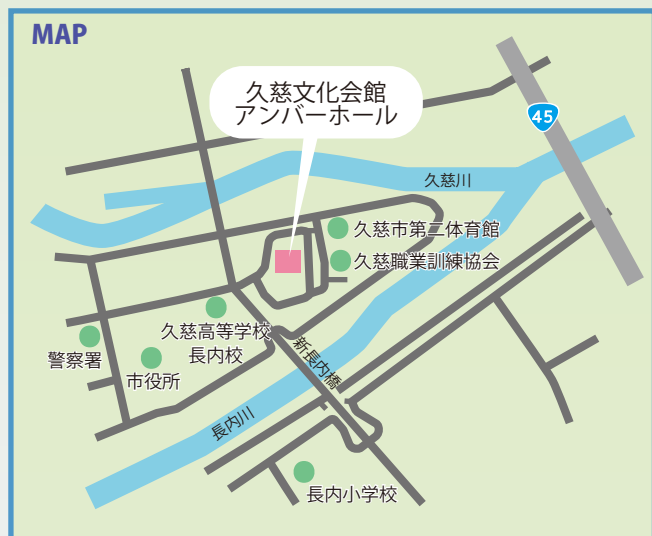 MAP
久慈文化会館
アンバーホール
45
久慈川
久慈市第二体育館
久慈職業訓練協会
久慈高等学校
長内校
警察署
市役所
新長内橋
長内川
長内小学校